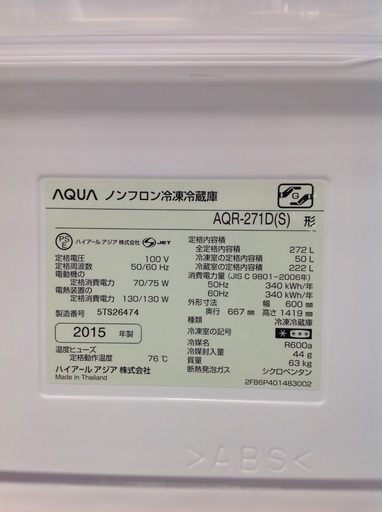 AQUA ノンフロン冷凍冷蔵庫
G
AQR-271D(S) 形
PS E ハイアール アジア 株式会社 JET
定格電圧 100 V
定格周波数 50/60 Hz
電動機の
定格消費電力 70/75 W
電熱装置の
定格消費電力 130/130 W
製造番号 5TS26474
2015 年製
温度ヒューズ
定格動作温度 76℃
ハイアール アジア 株式会社
Made in Thailand
定格内容積
全定格内容積 272 L
冷凍室の定格内容積 50 L
冷蔵室の定格内容積 222 L
消費電力量 (JIS C 9801-2006年)
50Hz 340 kWh/年
60Hz 340 kWh/年
外形寸法 幅 600 mm
奥行 667 mm 高さ 1419 mm
種類 冷凍冷蔵庫
冷凍室の記号
冷媒名 R600a
冷媒封入量 44 g
質量 63 kg
断熱発泡ガス シクロペンタン
2FB6P401483002
>ABS<